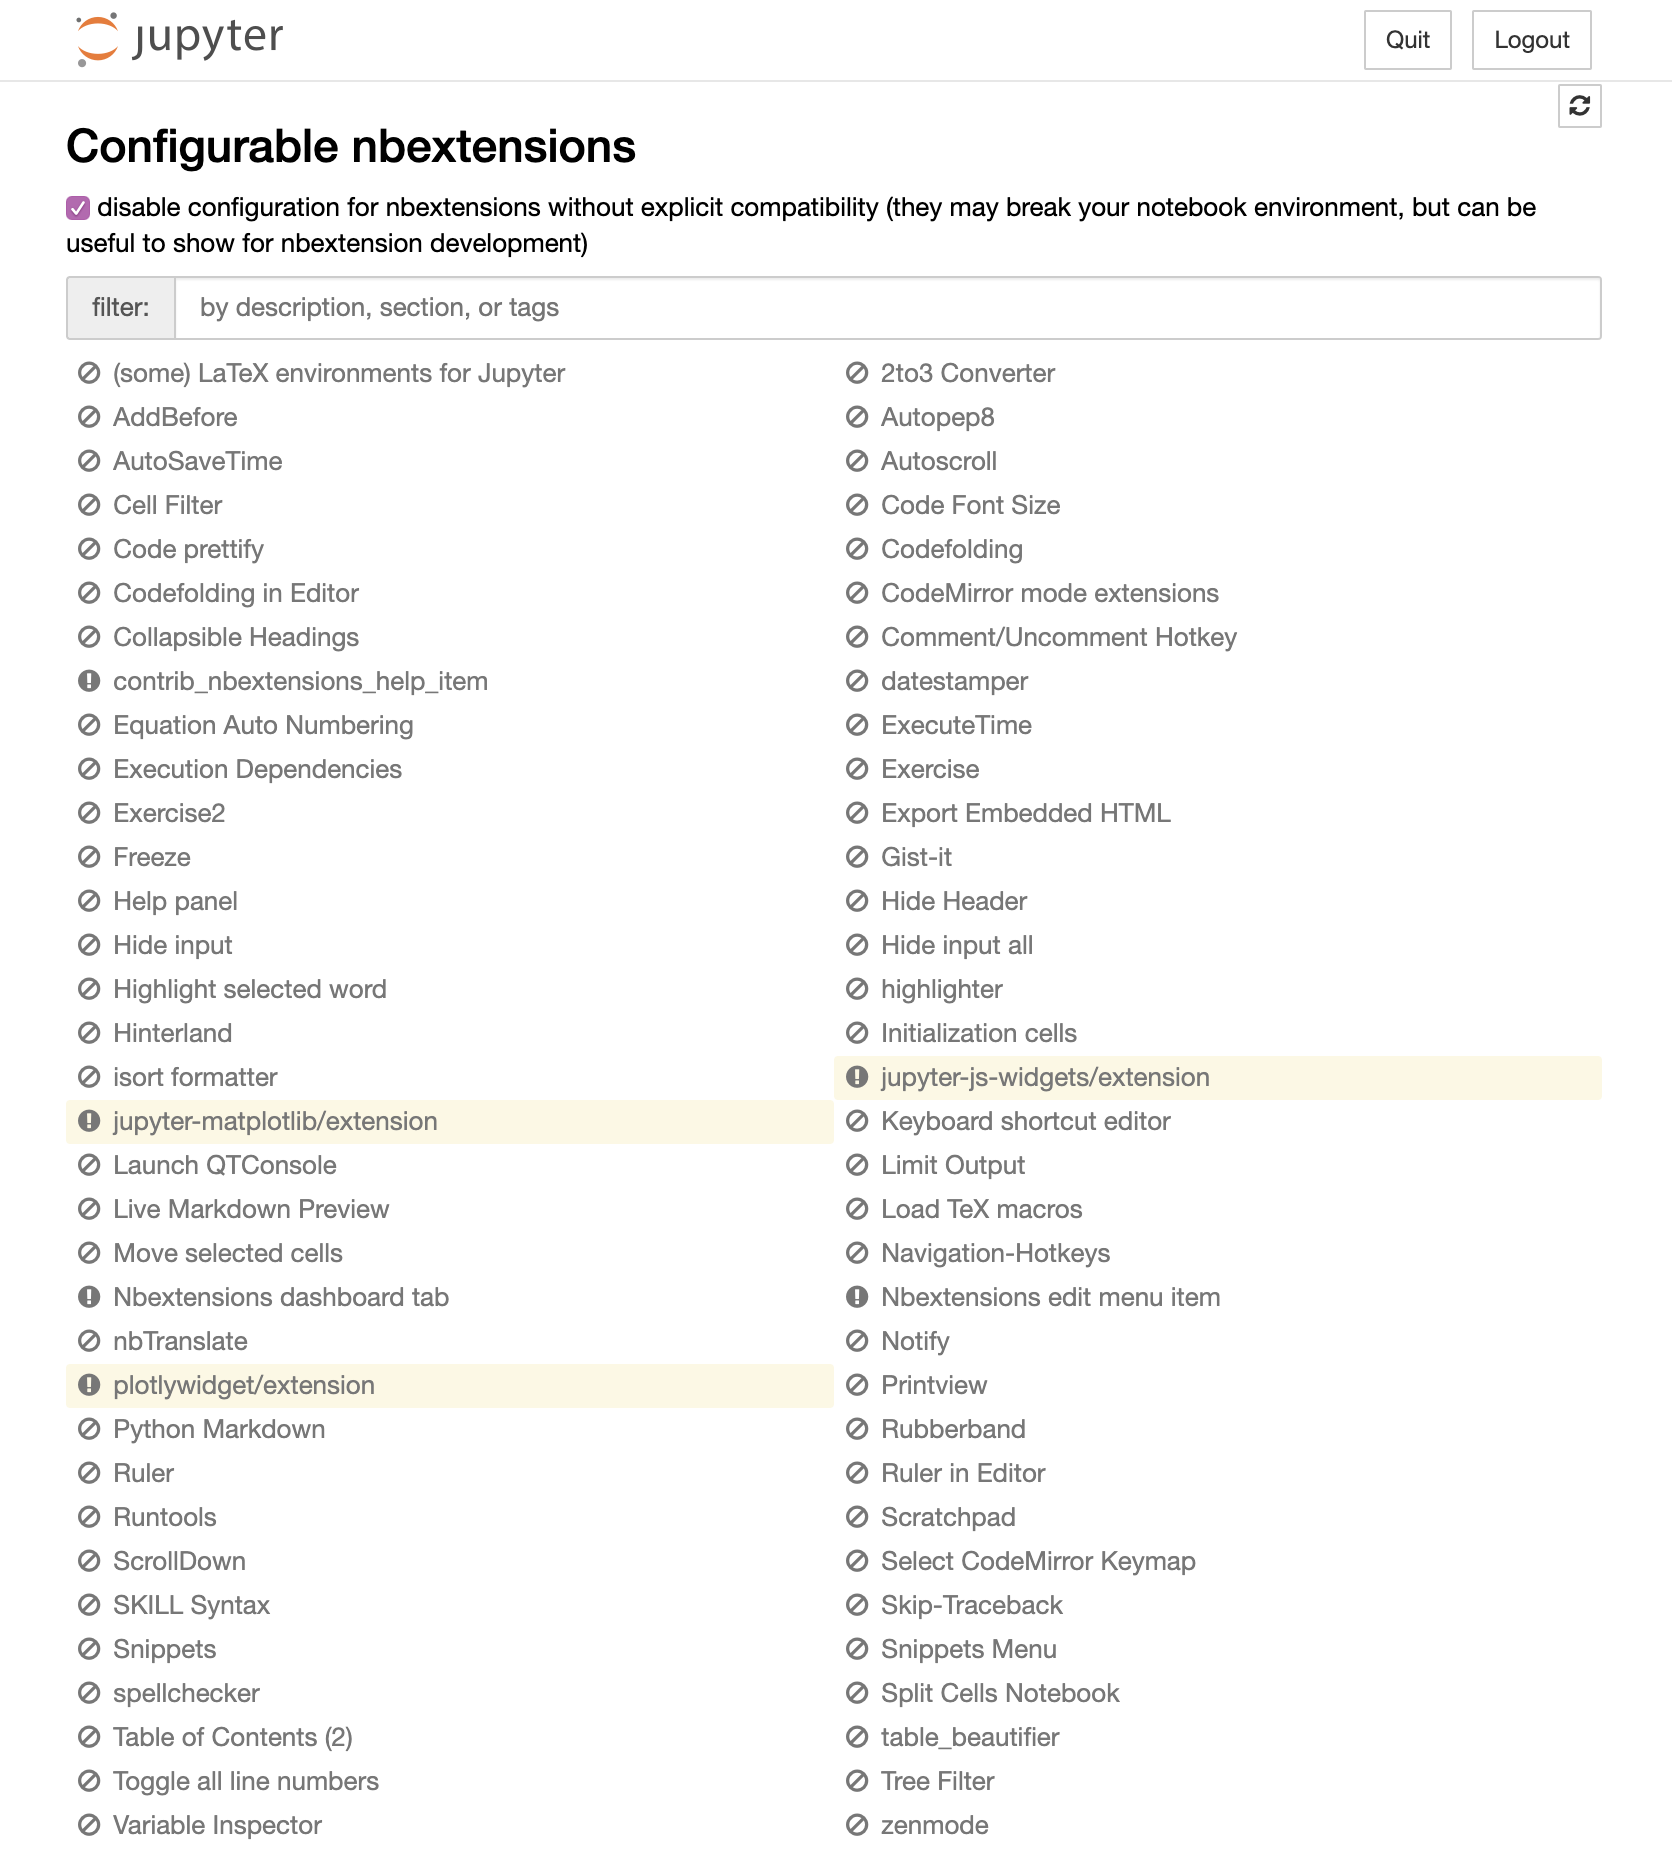 jupyter
Quit
Logout
Configurable nbextensions
disable configuration for nbextensions without explicit compatibility (they may break your notebook environment, but can be
useful to show for nbextension development)
filter:
by description, section, or tags
(some) LaTeX environments for Jupyter
2to3 Converter
AddBefore
Autopep8
AutoSaveTime
Autoscroll
Cell Filter
Code Font Size
Code prettify
Codefolding
Codefolding in Editor
CodeMirror mode extensions
Collapsible Headings
Comment/Uncomment Hotkey
contrib_nbextensions_help_item
datestamper
Equation Auto Numbering
ExecuteTime
Execution Dependencies
Exercise
Exercise2
Export Embedded HTML
Freeze
Gist-it
Help panel
Hide Header
Hide input
Hide input all
Highlight selected word
highlighter
Hinterland
Initialization cells
isort formatter
jupyter-js-widgets/extension
jupyter-matplotlib/extension
Keyboard shortcut editor
Launch QTConsole
Limit Output
Live Markdown Preview
Load TeX macros
Move selected cells
Navigation-Hotkeys
Nbextensions dashboard tab
Nbextensions edit menu item
nbTranslate
Notify
plotlywidget/extension
Printview
Python Markdown
Rubberband
Ruler
Ruler in Editor
Runtools
Scratchpad
ScrollDown
Select CodeMirror Keymap
SKILL Syntax
Skip-Traceback
Snippets
Snippets Menu
spellchecker
Split Cells Notebook
Table of Contents (2)
table_beautifier
Toggle all line numbers
Tree Filter
Variable Inspector
zenmode